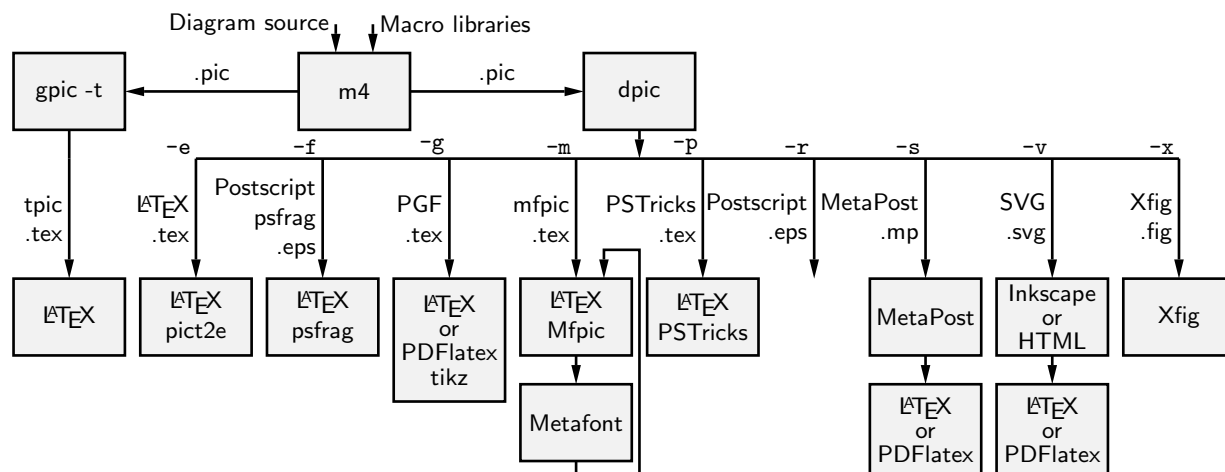 Diagram source
Macro libraries
gpic -t
.pic
m4
.pic
dpic
-e
-f
-g
-m
-p
-r
-s
-v
-x
tpic
.tex
LATEX
.tex
Postscript
psfrag
.eps
PGF
.tex
mfpic
.tex
PSTricks
.tex
Postscript
.eps
MetaPost
.mp
SVG
.svg
Xfig
.fig
LATEX
LATEX
pict2e
LATEX
psfrag
LATEX
or
PDFlatex
tikz
LATEX
Mfpic
LATEX
PSTricks
MetaPost
Inkscape
or
HTML
Xfig
Metafont
LATEX
or
PDFlatex
LATEX
or
PDFlatex